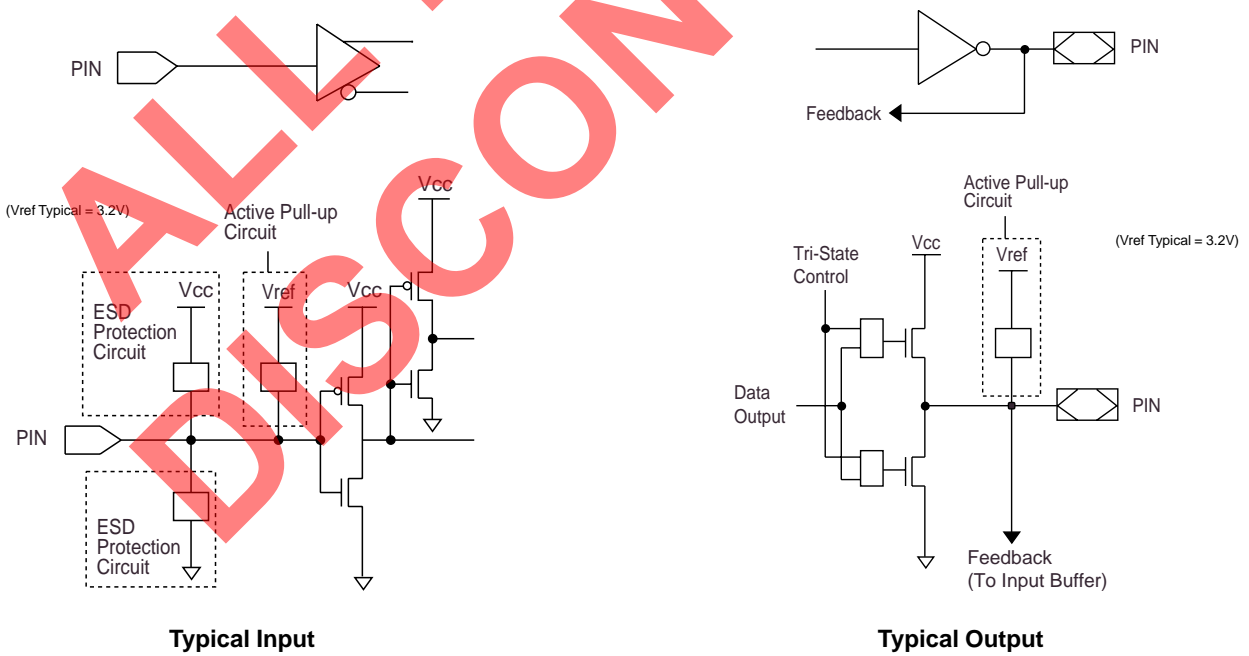 PIN
PIN
Feedback
(Vref Typical = 3.2V)
Active Pull-up
Circuit
Vcc
ESD
Protection
Circuit
Vcc
Vref
Vcc
PIN
ESD
Protection
Circuit
Typical Input
Active Pull-up
Circuit
(Vref Typical = 3.2V)
Tri-State
Control
Vcc
Vref
Data
Output
PIN
Feedback
(To Input Buffer)
Typical Output
ALL
DISCON